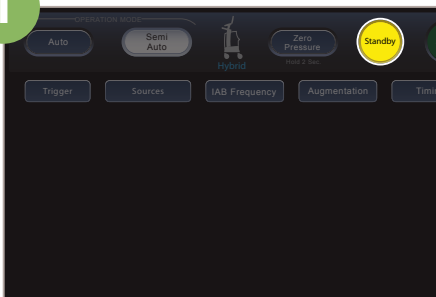 OPERATION MODE
Auto
Semi
Auto
Hybrid
Zero
Pressure
Hold 2 Sec.
Standby
Trigger
Sources
IAB Frequency
Augmentation